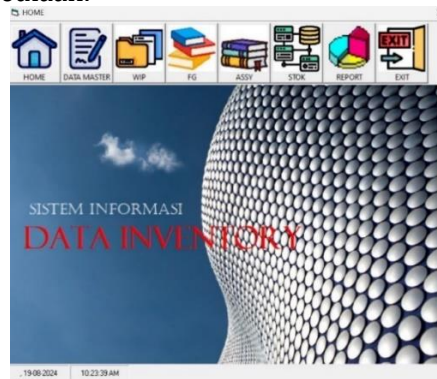 HOME
HOME DATA MASTER WIP FG ASSY STOK REPORT EXIT
EXIT
SISTEM INFORMASI
DATA INVENTORY
, 19-08-2024 10:23:39 AM